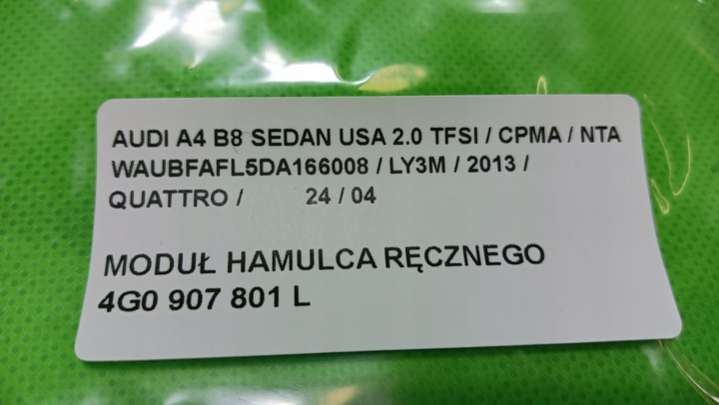 AUDI A4 B8 SEDAN USA 2.0 TFSI / CPMA / NTA
WAUBFAFL5DA166008 / LY3M / 2013 /
QUATTRO / 24 / 04
MODUŁ HAMULCA RĘCZNEGO
4G0 907 801 L